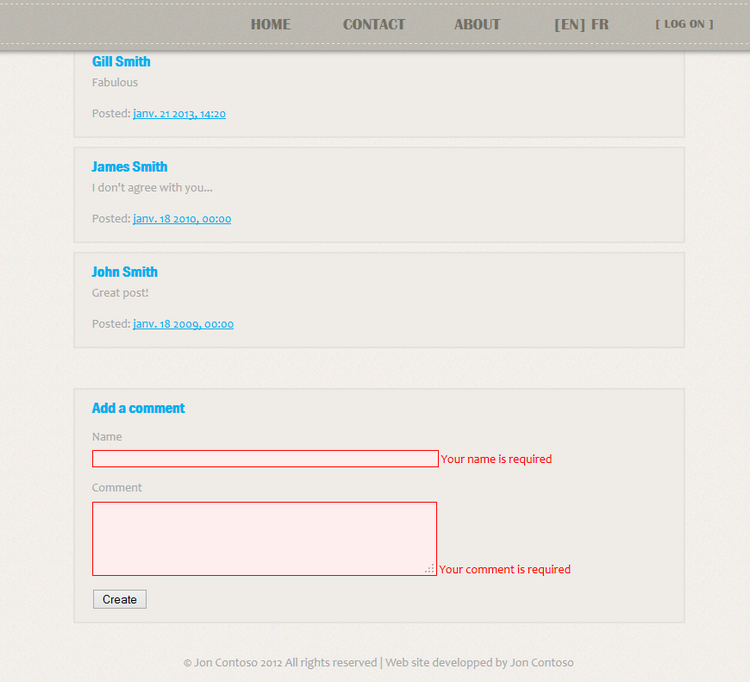 HOME CONTACT ABOUT [EN] FR [ LOG ON ]
Gill Smith
Fabulous
Posted: janv. 21 2013, 14:20
James Smith
I don't agree with you...
Posted: janv. 18 2010, 00:00
John Smith
Great post!
Posted: janv. 18 2009, 00:00
Add a comment
Name
Your name is required
Comment
Your comment is required
Create
© Jon Contoso 2012 All rights reserved | Web site developped by Jon Contoso